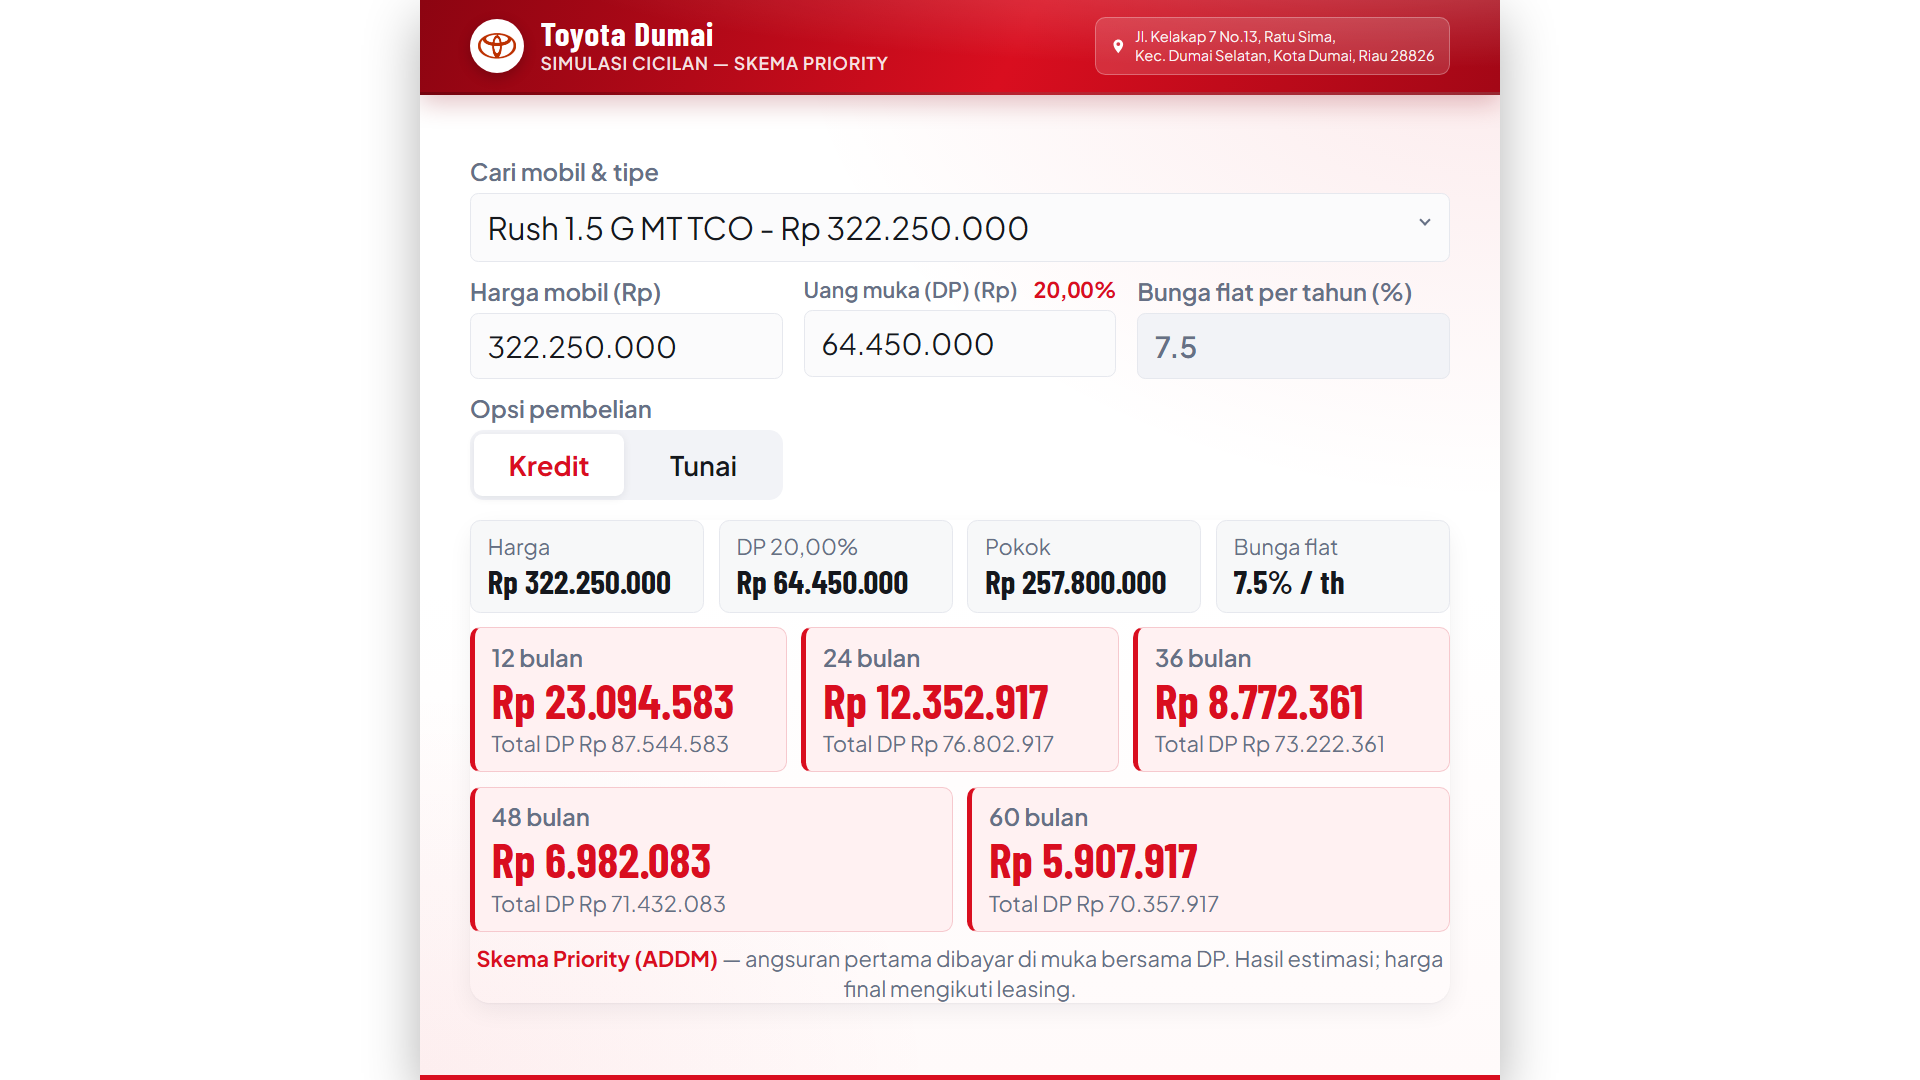 Toyota Dumai
SIMULASI CICILAN — SKEMA PRIORITY
Jl. Kelakap 7 No.13, Ratu Sima,
Kec. Dumai Selatan, Kota Dumai, Riau 28826
Cari mobil & tipe
Rush 1.5 G MT TCO - Rp 322.250.000
Harga mobil (Rp)
322.250.000
Uang muka (DP) (Rp) 20,00%
64.450.000
Bunga flat per tahun (%)
7.5
Opsi pembelian
Kredit
Tunai
Harga
Rp 322.250.000
DP 20,00%
Rp 64.450.000
Pokok
Rp 257.800.000
Bunga flat
7.5% / th
12 bulan
Rp 23.094.583
Total DP Rp 87.544.583
24 bulan
Rp 12.352.917
Total DP Rp 76.802.917
36 bulan
Rp 8.772.361
Total DP Rp 73.222.361
48 bulan
Rp 6.982.083
Total DP Rp 71.432.083
60 bulan
Rp 5.907.917
Total DP Rp 70.357.917
Skema Priority (ADDM) — angsuran pertama dibayar di muka bersama DP. Hasil estimasi; harga
final mengikuti leasing.